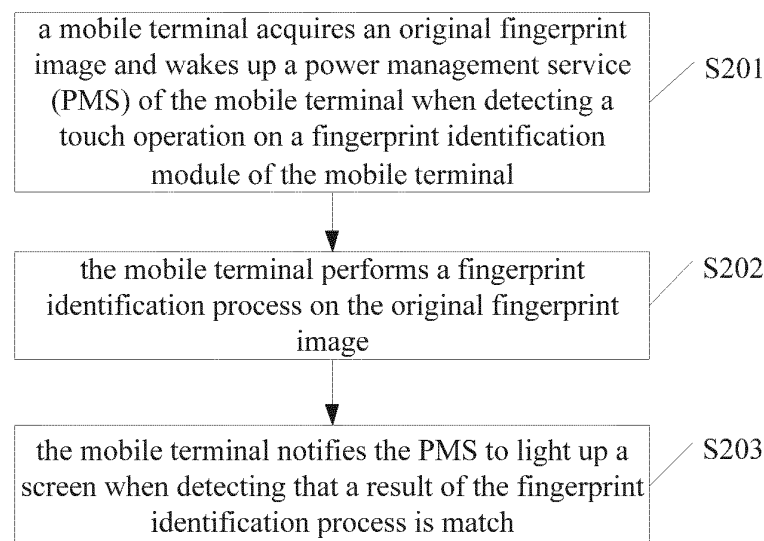 a mobile terminal acquires an original fingerprint
image and wakes up a power management service
(PMS) of the mobile terminal when detecting a
touch operation on a fingerprint identification
module of the mobile terminal
S201
the mobile terminal performs a fingerprint
identification process on the original fingerprint
image
S202
the mobile terminal notifies the PMS to light up a
screen when detecting that a result of the fingerprint
identification process is match
S203